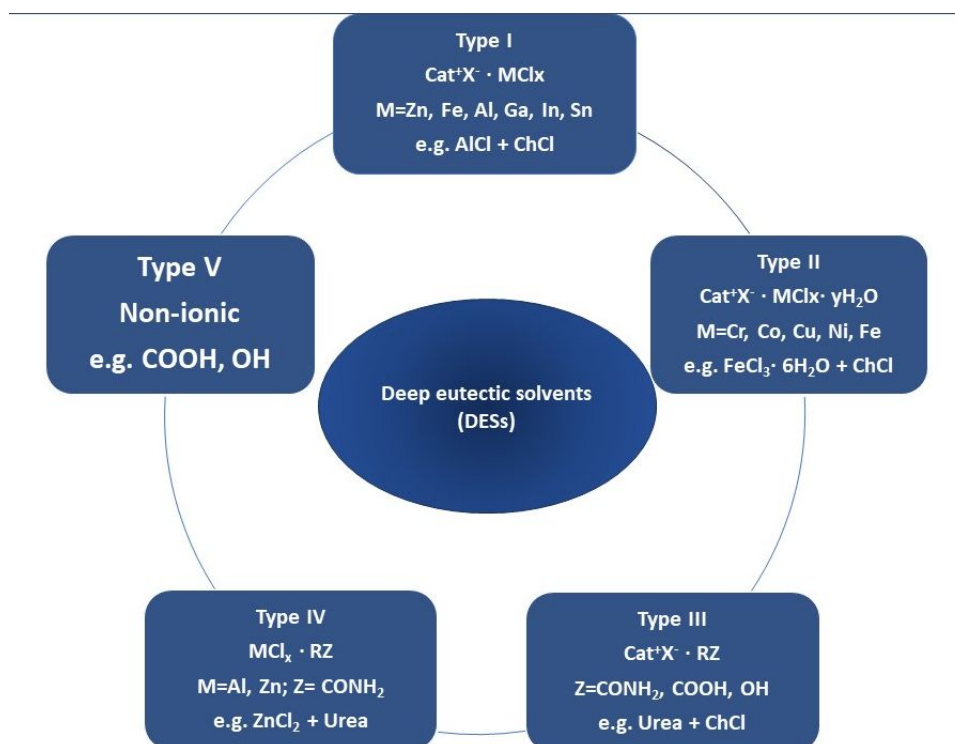 Type I
Cat⁺X⁻ · MClx
M=Zn, Fe, Al, Ga, In, Sn
e.g. AlCl + ChCl
Type II
Cat⁺X⁻ · MClx· yH₂O
M=Cr, Co, Cu, Ni, Fe
e.g. FeCl₃· 6H₂O + ChCl
Type V
Non-ionic
e.g. COOH, OH
Deep eutectic solvents
(DESs)
Type IV
MClₓ · RZ
M=Al, Zn; Z= CONH₂
e.g. ZnCl₂ + Urea
Type III
Cat⁺X⁻ · RZ
Z=CONH₂, COOH, OH
e.g. Urea + ChCl